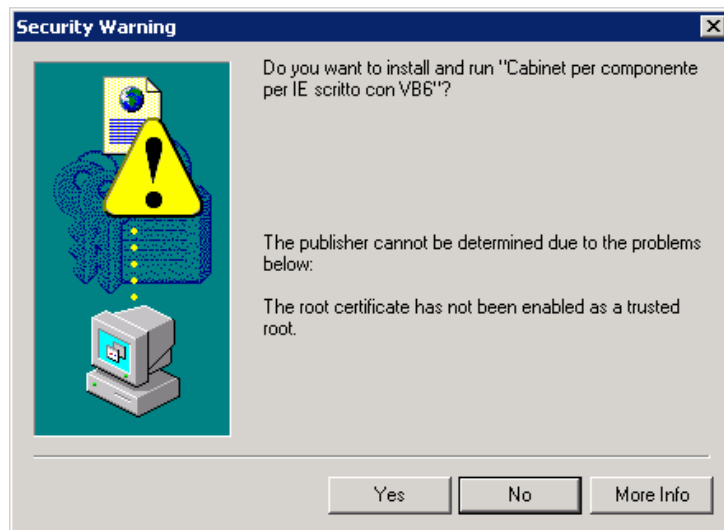 Security Warning
Do you want to install and run "Cabinet per componente
per IE scritto con VB6"?
The publisher cannot be determined due to the problems
below:
The root certificate has not been enabled as a trusted
root.
Yes
No
More Info